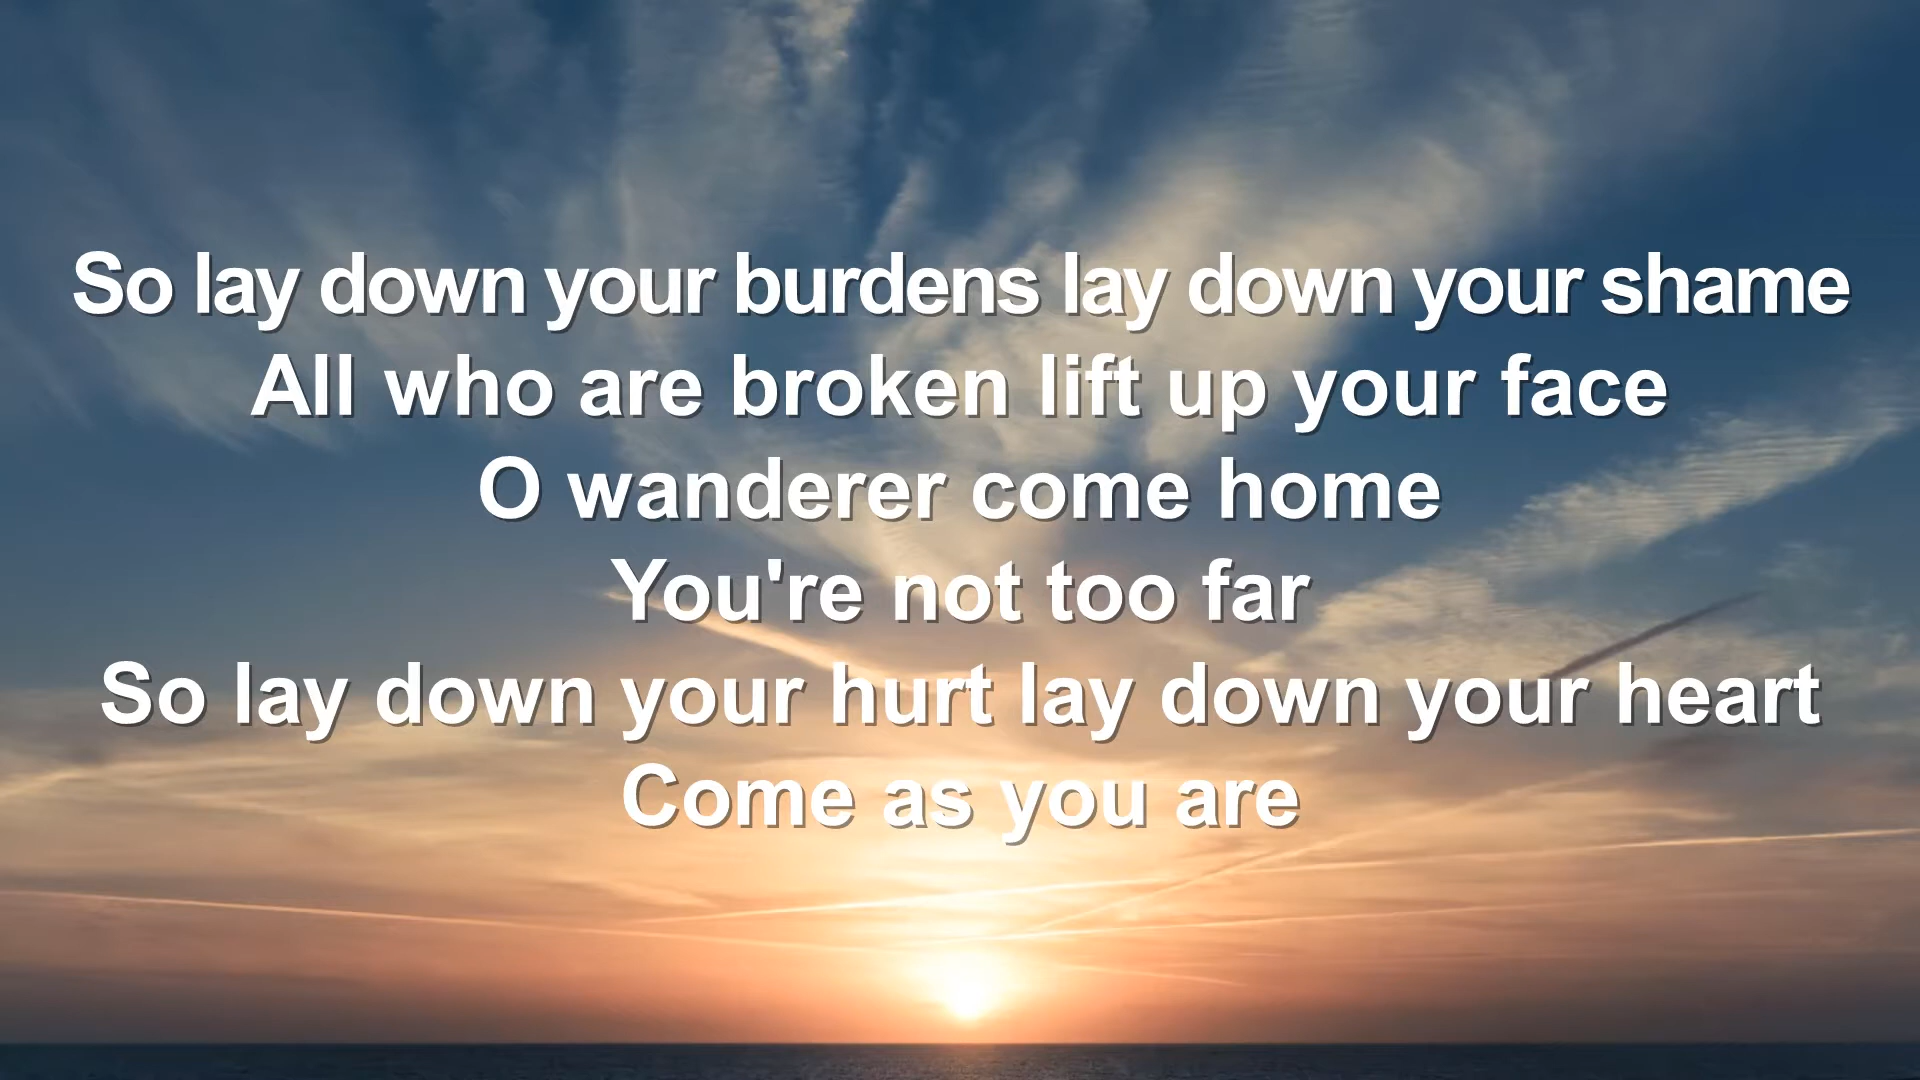 So lay down your burdens lay down your shame
All who are broken lift up your face
O wanderer come home
You're not too far
So lay down your hurt lay down your heart
Come as you are